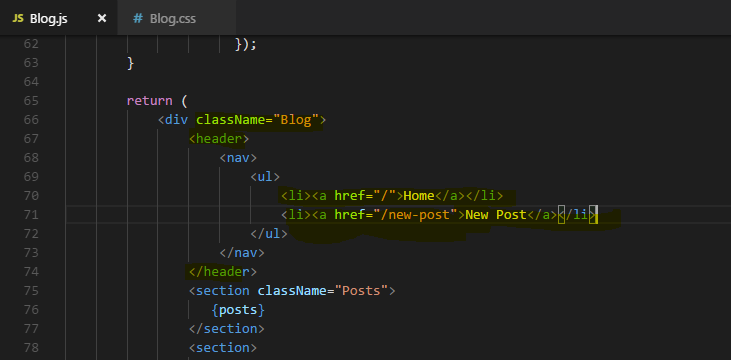 JS Blog.js × # Blog.css
62 });
63 }
64
65 return (
66 <div className="Blog">
67 <header>
68 <nav>
69 <ul>
70 <li><a href="/">Home</a></li>
71 <li><a href="/new-post">New Post</a></li>
72 </ul>
73 </nav>
74 </header>
75 <section className="Posts">
76 {posts}
77 </section>
78 <section>